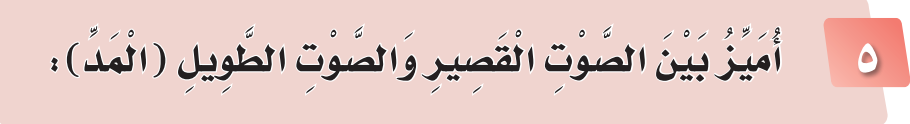 ٥ أُمَيِّزُ بَيْنَ الصَّوْتِ الْقَصِيرِ وَالصَّوْتِ الطَّوِيلِ (الْمَدِّ):